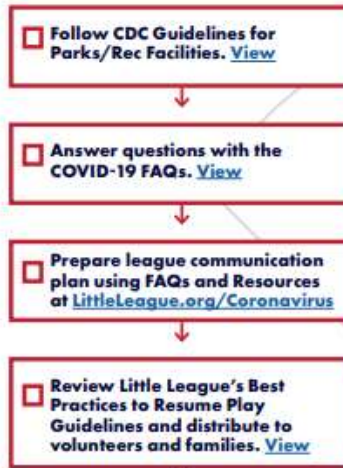 Follow CDC Guidelines for
Parks/Rec Facilities. View
Answer questions with the
COVID-19 FAQs. View
Prepare league communication
plan using FAQs and Resources
at LittleLeague.org/Coronavirus
Review Little League's Best
Practices to Resume Play
Guidelines and distribute to
volunteers and families. View